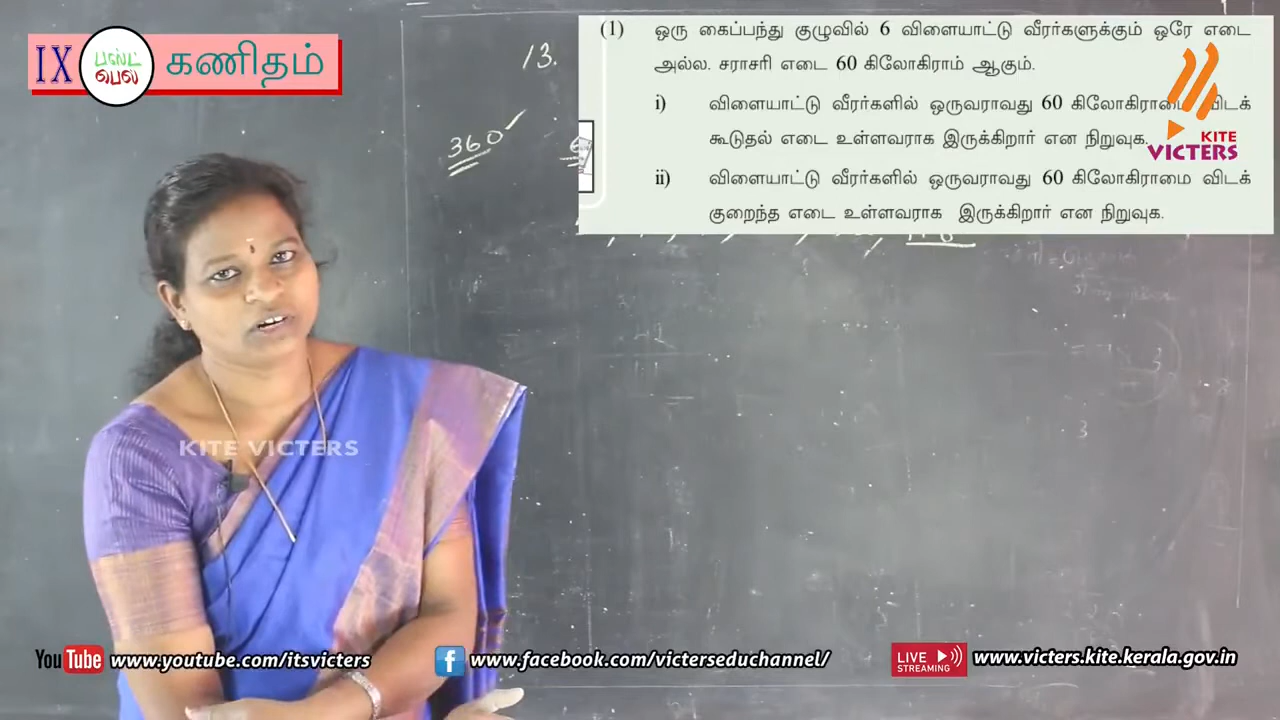 IX
பஸ்ட்
பெல்
கணிதம்
13.
360
(1) ஒரு கைப்பந்து குழுவில் 6 விளையாட்டு வீரர்களுக்கும் ஒரே எடை
அல்ல. சராசரி எடை 60 கிலோகிராம் ஆகும்.
i) விளையாட்டு வீரர்களில் ஒருவராவது 60 கிலோகிராமை விடக்
கூடுதல் எடை உள்ளவராக இருக்கிறார் என நிறுவுக.
ii) விளையாட்டு வீரர்களில் ஒருவராவது 60 கிலோகிராமை விடக்
குறைந்த எடை உள்ளவராக இருக்கிறார் என நிறுவுக.
KITE
VICTERS
KITE VICTERS
YouTube www.youtube.com/itsvicters
f www.facebook.com/victerseduchannel/
LIVE
STREAMING
www.victers.kite.kerala.gov.in